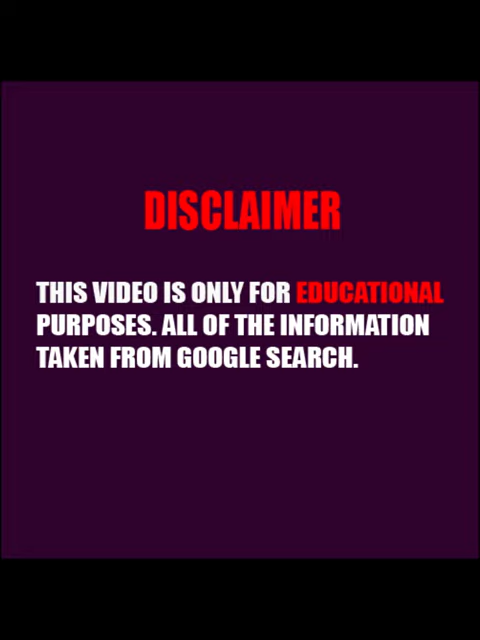 DISCLAIMER
THIS VIDEO IS ONLY FOR EDUCATIONAL
PURPOSES. ALL OF THE INFORMATION
TAKEN FROM GOOGLE SEARCH.